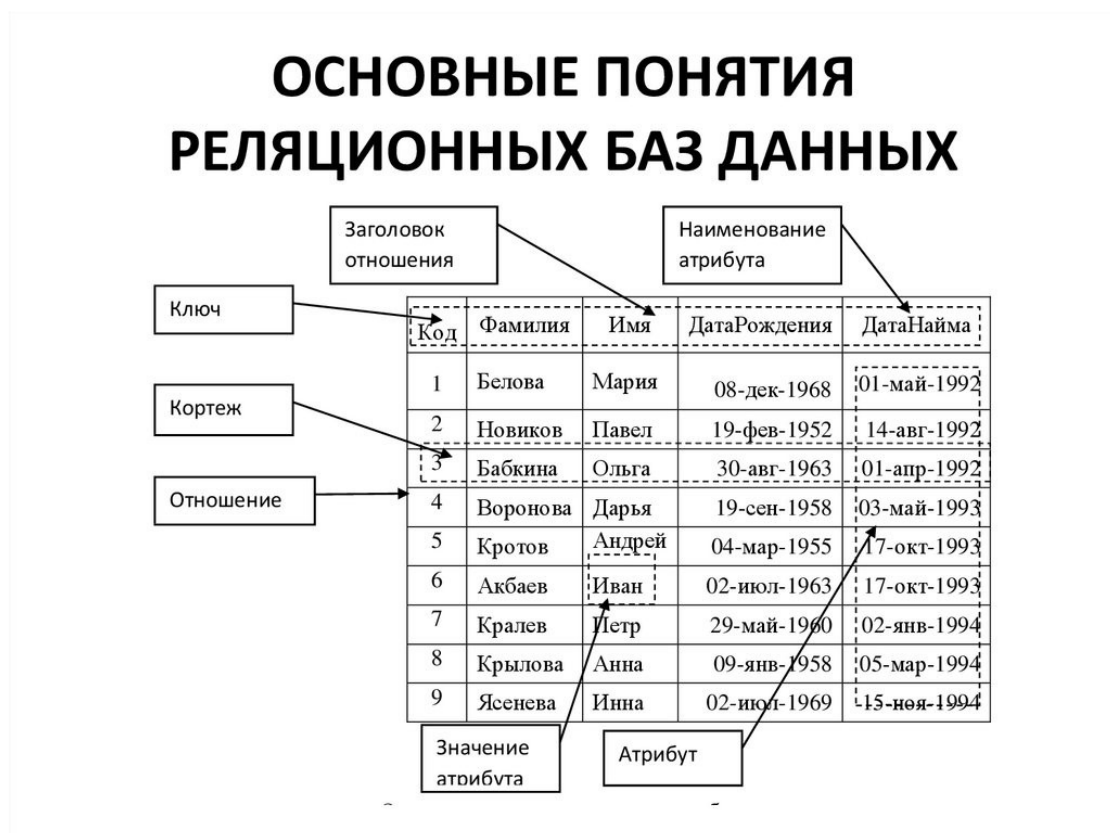 ОСНОВНЫЕ ПОНЯТИЯ
РЕЛЯЦИОННЫХ БАЗ ДАННЫХ
Заголовок
отношения
Наименование
атрибута
Ключ
Кортеж
Отношение
Код Фамилия Имя ДатаРождения ДатаНайма
1 Белова Мария 08-дек-1968 01-май-1992
2 Новиков Павел 19-фев-1952 14-авг-1992
3 Бабкина Ольга 30-авг-1963 01-апр-1992
4 Воронова Дарья 19-сен-1958 03-май-1993
5 Кротов Андрей 04-мар-1955 17-окт-1993
6 Акбаев Иван 02-июл-1963 17-окт-1993
7 Кралев Петр 29-май-1960 02-янв-1994
8 Крылова Анна 09-янв-1958 05-мар-1994
9 Ясенева Инна 02-июл-1969 15-ноя-1994
Значение
атрибута
Атрибут